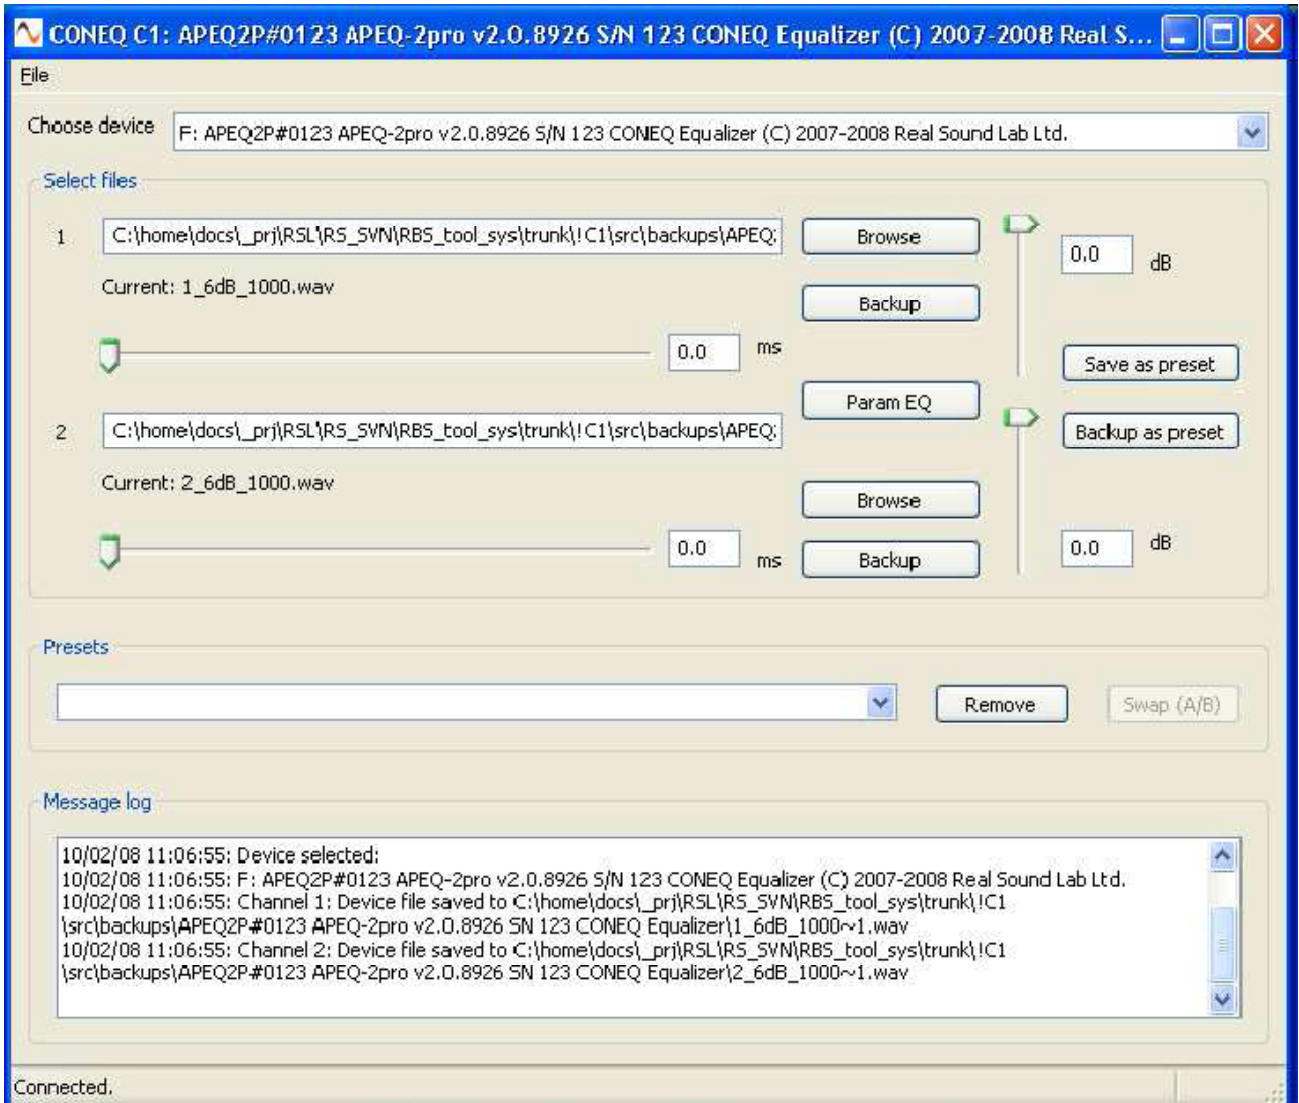 CONEQ C1: APEQ2P#0123 APEQ-2pro v2.0.8926 S/N 123 CONEQ Equalizer (C) 2007-2008 Real S...
File
Choose device
F: APEQ2P#0123 APEQ-2pro v2.0.8926 S/N 123 CONEQ Equalizer (C) 2007-2008 Real Sound Lab Ltd.
Select files
1
C:\home\docs\_prj\RSL\RS_SVN\RBS_tool_sys\trunk\!C1\src\backups\APEQ2
Browse
0.0
dB
Current: 1_6dB_1000.wav
Backup
0.0
ms
Save as preset
Param EQ
2
C:\home\docs\_prj\RSL\RS_SVN\RBS_tool_sys\trunk\!C1\src\backups\APEQ2
Backup as preset
Current: 2_6dB_1000.wav
Browse
0.0
ms
Backup
0.0
dB
Presets
Remove
Swap (A/B)
Message log
10/02/08 11:06:55: Device selected:
10/02/08 11:06:55: F: APEQ2P#0123 APEQ-2pro v2.0.8926 S/N 123 CONEQ Equalizer (C) 2007-2008 Real Sound Lab Ltd.
10/02/08 11:06:55: Channel 1: Device file saved to C:\home\docs\_prj\RSL\RS_SVN\RBS_tool_sys\trunk\!C1
\src\backups\APEQ2P#0123 APEQ-2pro v2.0.8926 SN 123 CONEQ Equalizer\1_6dB_1000~1.wav
10/02/08 11:06:55: Channel 2: Device file saved to C:\home\docs\_prj\RSL\RS_SVN\RBS_tool_sys\trunk\!C1
\src\backups\APEQ2P#0123 APEQ-2pro v2.0.8926 SN 123 CONEQ Equalizer\2_6dB_1000~1.wav
Connected.